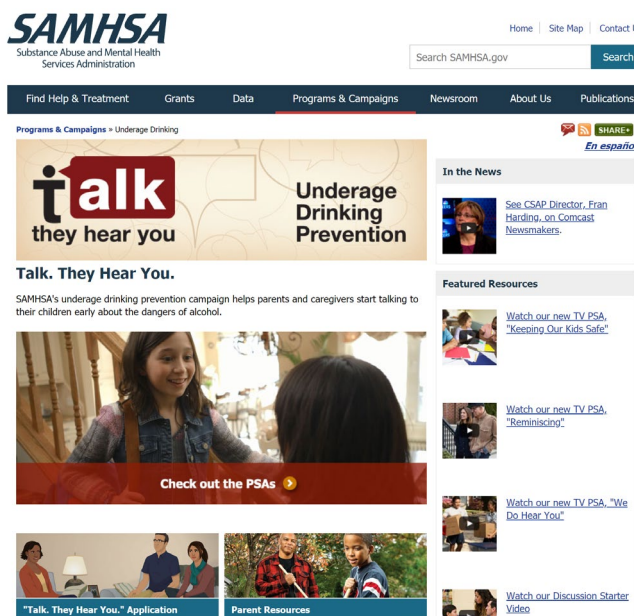 SAMHSA
Substance Abuse and Mental Health
Services Administration
Home
Site Map
Contact U
Search SAMHSA.gov
Search
Find Help & Treatment
Grants
Data
Programs & Campaigns
Newsroom
About Us
Publications
Programs & Campaigns » Underage Drinking
SHARE+
En españo
talk
they hear you
Underage
Drinking
Prevention
Talk. They Hear You.
SAMHSA's underage drinking prevention campaign helps parents and caregivers start talking to
their children early about the dangers of alcohol.
Check out the PSAs
"Talk. They Hear You." Application
Parent Resources
In the News
See CSAP Director, Fran
Harding, on Comcast
Newsmakers.
Featured Resources
Watch our new TV PSA,
"Keeping Our Kids Safe"
Watch our new TV PSA,
"Reminiscing"
Watch our new TV PSA, "We
Do Hear You"
Watch our Discussion Starter
Video